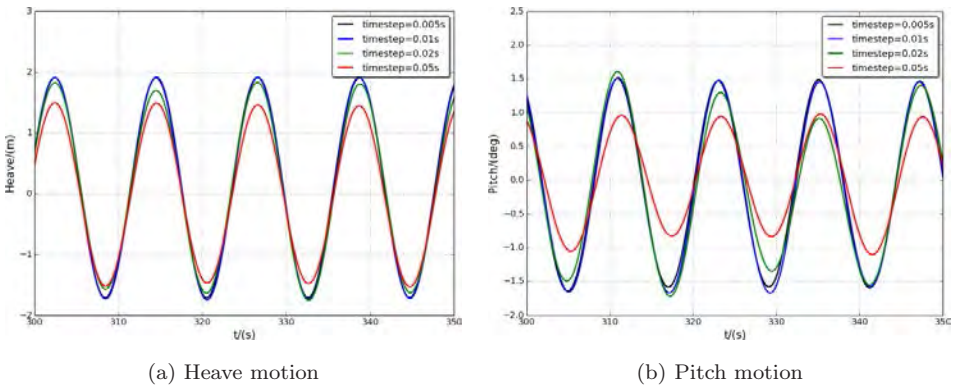 3
2
1
0
−1
−2
Heave/(m)
300
310
320
330
340
350
t/(s)
timestep=0.005s
timestep=0.01s
timestep=0.02s
timestep=0.05s
(a) Heave motion
2.5
2.0
1.5
1.0
0.5
0.0
−0.5
−1.0
−1.5
−2.0
Pitch/(deg)
300
310
320
330
340
350
t/(s)
timestep=0.005s
timestep=0.01s
timestep=0.02s
timestep=0.05s
(b) Pitch motion